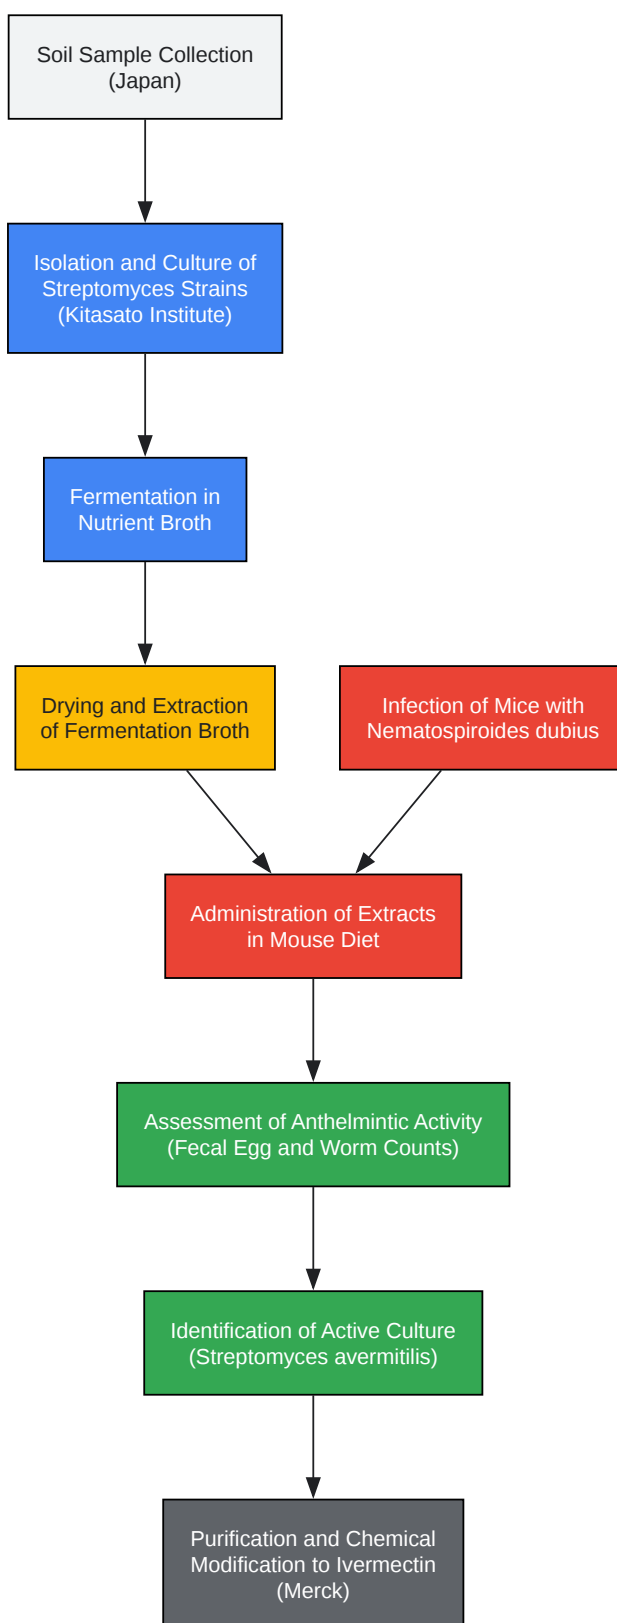 Soil Sample Collection
(Japan)
Isolation and Culture of
Streptomyces Strains
(Kitasato Institute)
Fermentation in
Nutrient Broth
Drying and Extraction
of Fermentation Broth
Infection of Mice with
Nematospiroides dubius
Administration of Extracts
in Mouse Diet
Assessment of Anthelmintic Activity
(Fecal Egg and Worm Counts)
Identification of Active Culture
(Streptomyces avermitilis)
Purification and Chemical
Modification to Ivermectin
(Merck)